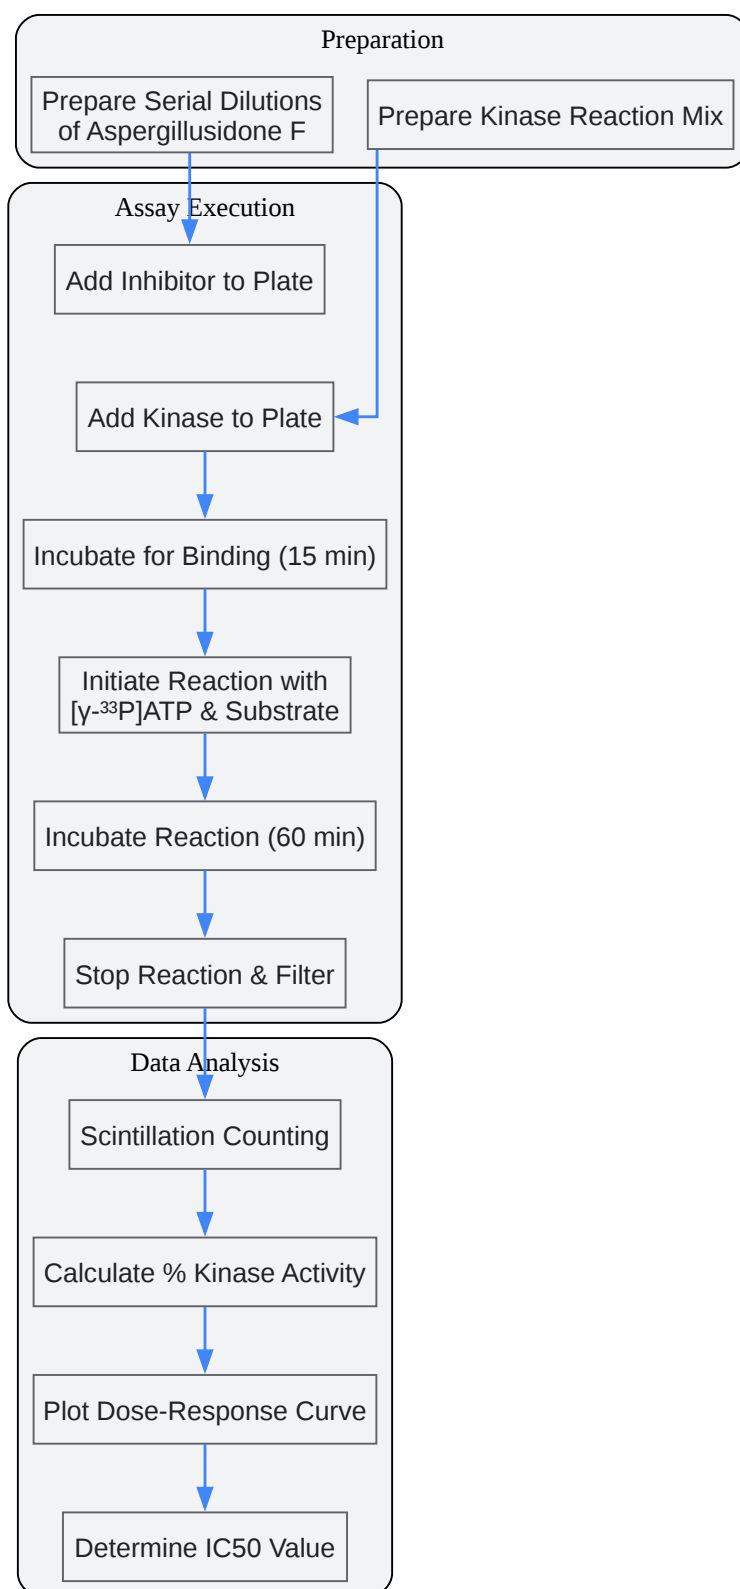 Preparation
Prepare Serial Dilutions
of Aspergillusidone F
Prepare Kinase Reaction Mix
Assay Execution
Add Inhibitor to Plate
Add Kinase to Plate
Incubate for Binding (15 min)
Initiate Reaction with
[γ-³³P]ATP & Substrate
Incubate Reaction (60 min)
Stop Reaction & Filter
Data Analysis
Scintillation Counting
Calculate % Kinase Activity
Plot Dose-Response Curve
Determine IC50 Value